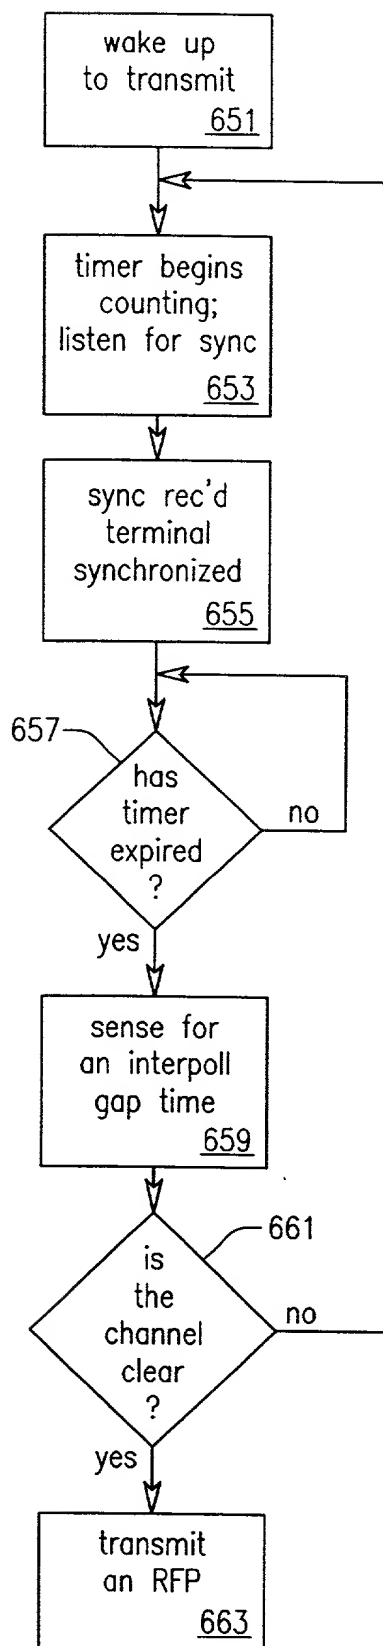 wake up
to transmit
651
timer begins
counting;
listen for sync
653
sync rec'd
terminal
synchronized
655
657
has
timer
expired
?
no
yes
sense for
an interpoll
gap time
659
661
is
the
channel
clear
?
no
yes
transmit
an RFP
663